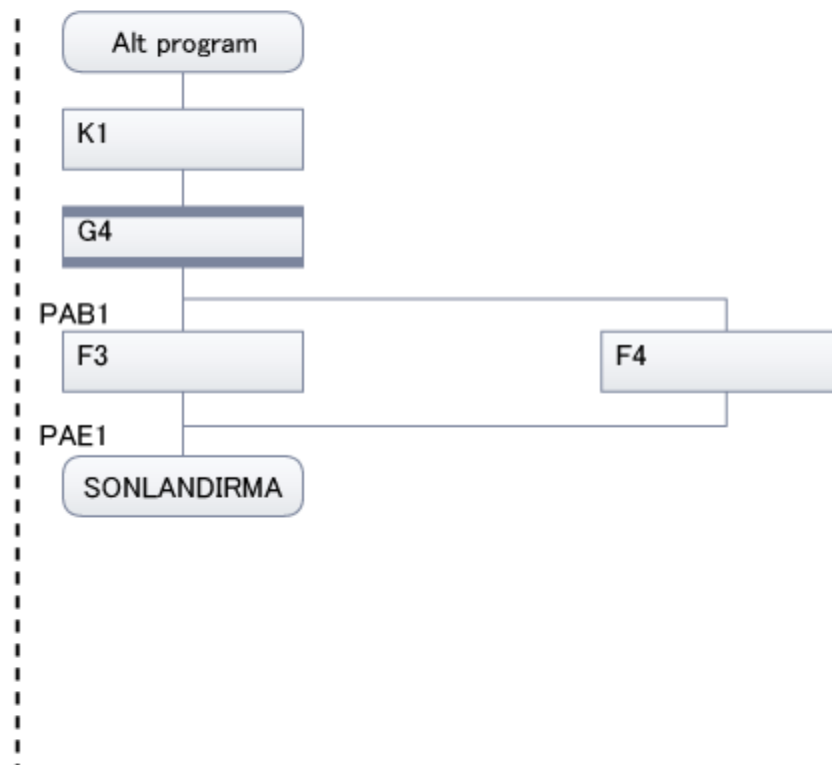 Alt program
K1
G4
PAB1
F3
F4
PAE1
SONLANDIRMA